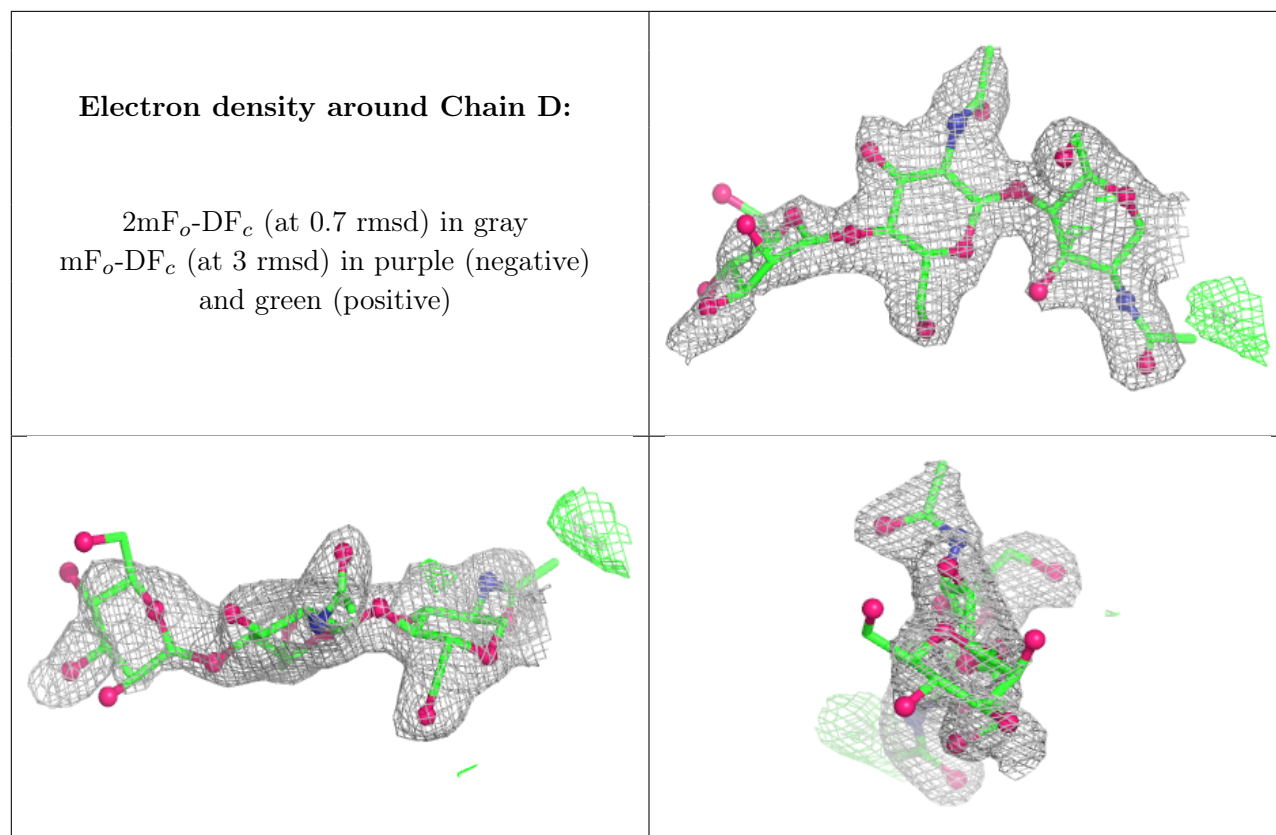 Electron density around Chain D:
2mFₒ-DF𝒸 (at 0.7 rmsd) in gray
mFₒ-DF𝒸 (at 3 rmsd) in purple (negative)
and green (positive)